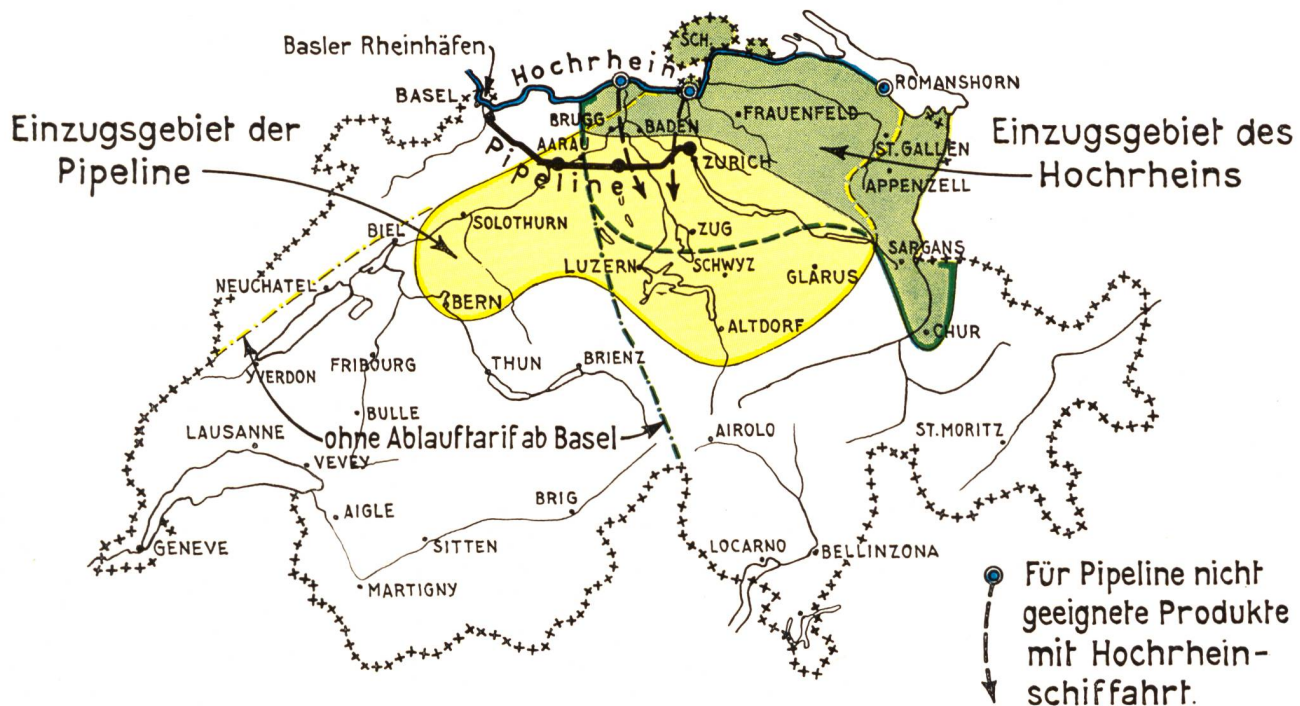 Basler Rheinhäfen
SCH.
Hochrhein
BASEL
ROMANSHORN
Einzugsgebiet der
Pipeline
BRUGG
BADEN
FRAUENFELD
Einzugsgebiet des
Hochrheins
AARAU
ST. GALLEN
Pipeline
ZURICH
APPENZELL
SOLOTHURN
BIEL
ZUG
SARGANS
LUZERN
SCHWYZ
GLARUS
NEUCHATEL
BERN
ALTDORF
CHUR
YVERDON
FRIBOURG
THUN
BRIENZ
BULLE
LAUSANNE
ohne Ablauftarif ab Basel
AIROLO
ST. MORITZ
VEVEY
BRIG
AIGLE
GENEVE
SITTEN
LOCARNO
BELLINZONA
MARTIGNY
Für Pipeline nicht
geeignete Produkte
mit Hochrhein-
schiffahrt.